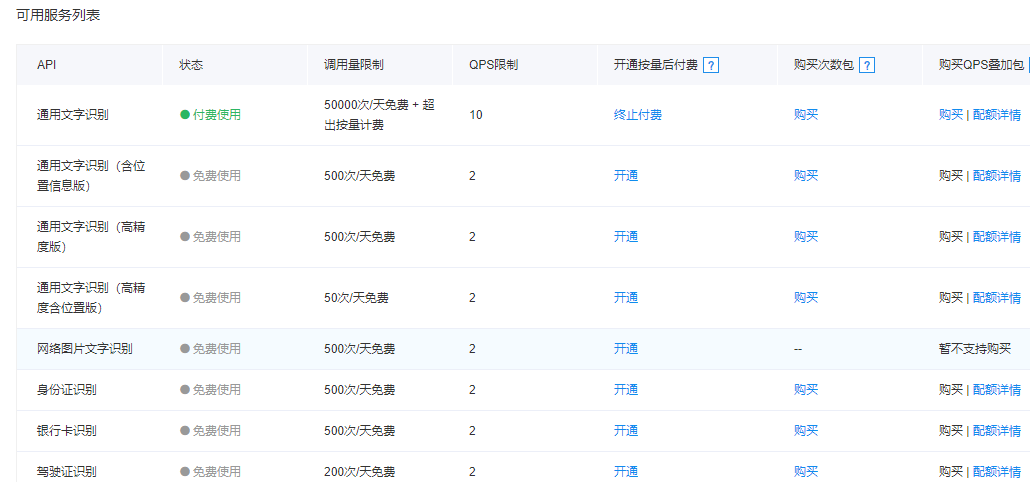 可用服务列表
API 状态 调用量限制 QPS限制 开通按量后付费 ? 购买次数包 ? 购买QPS叠加包
通用文字识别 付费使用 50000次/天免费 + 超出按量计费 10 终止付费 购买 购买 | 配额详情
通用文字识别（含位置信息版） 免费使用 500次/天免费 2 开通 购买 购买 | 配额详情
通用文字识别（高精度版） 免费使用 500次/天免费 2 开通 购买 购买 | 配额详情
通用文字识别（高精度含位置版） 免费使用 50次/天免费 2 开通 购买 购买 | 配额详情
网络图片文字识别 免费使用 500次/天免费 2 开通 -- 暂不支持购买
身份证识别 免费使用 500次/天免费 2 开通 购买 购买 | 配额详情
银行卡识别 免费使用 500次/天免费 2 开通 购买 购买 | 配额详情
驾驶证识别 免费使用 200次/天免费 2 开通 购买 购买 | 配额详情